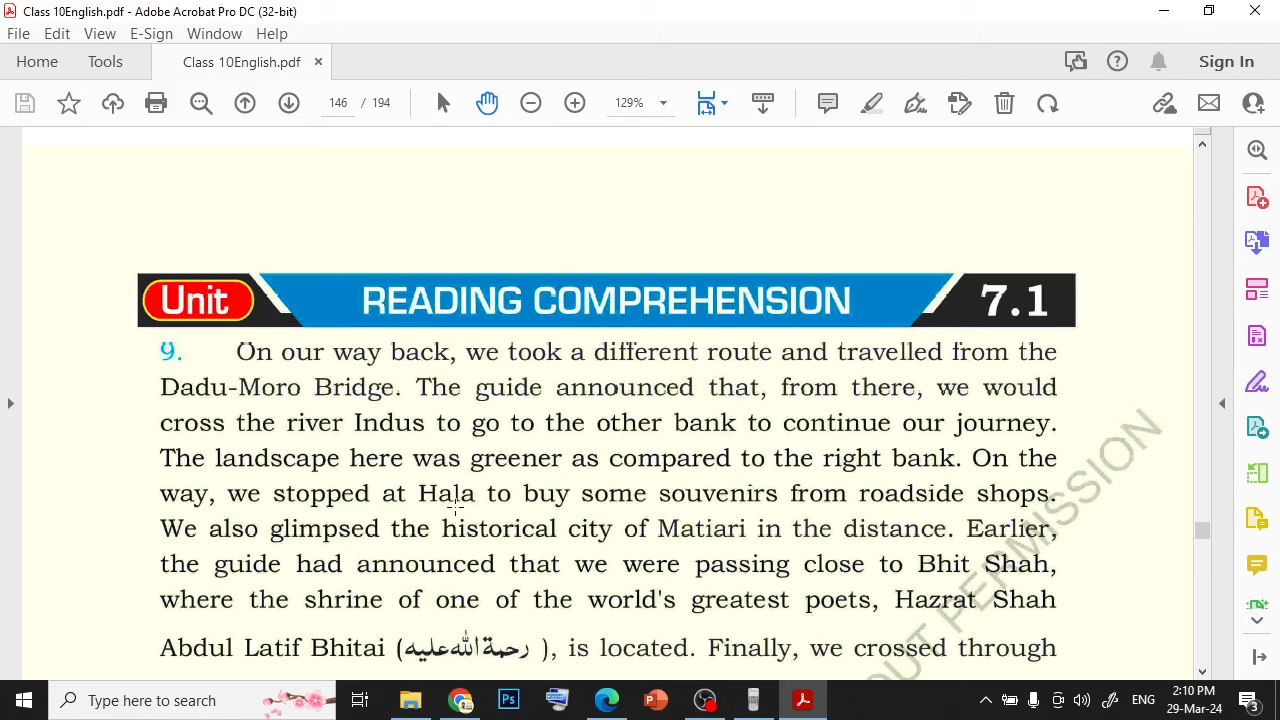 Class 10English.pdf - Adobe Acrobat Pro DC (32-bit)
File Edit View E-Sign Window Help
Home Tools Class 10English.pdf × Sign In
146 / 194 129%
Unit READING COMPREHENSION 7.1
9. On our way back, we took a different route and travelled from the
Dadu-Moro Bridge. The guide announced that, from there, we would
cross the river Indus to go to the other bank to continue our journey.
The landscape here was greener as compared to the right bank. On the
way, we stopped at Hala to buy some souvenirs from roadside shops.
We also glimpsed the historical city of Matiari in the distance. Earlier,
the guide had announced that we were passing close to Bhit Shah,
where the shrine of one of the world's greatest poets, Hazrat Shah
Abdul Latif Bhitai (رحمة الله عليه), is located. Finally, we crossed through
OUT PERMISSION
Type here to search
ENG
2:10 PM
29-Mar-24
3